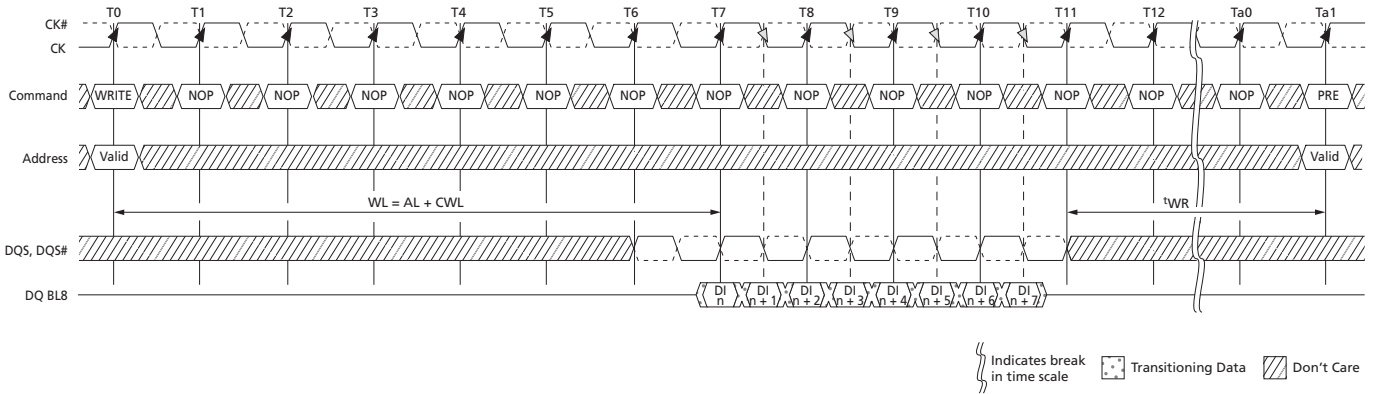 T0 T1 T2 T3 T4 T5 T6 T7 T8 T9 T10 T11 T12 Ta0 Ta1
CK#
CK
Command WRITE NOP NOP NOP NOP NOP NOP NOP NOP NOP NOP NOP NOP NOP PRE
Address Valid Valid
WL = AL + CWL tWR
DQS, DQS#
DQ BL8 DI n DI n + 1 DI n + 2 DI n + 3 DI n + 4 DI n + 5 DI n + 6 DI n + 7
Indicates break
in time scale
Transitioning Data
Don't Care